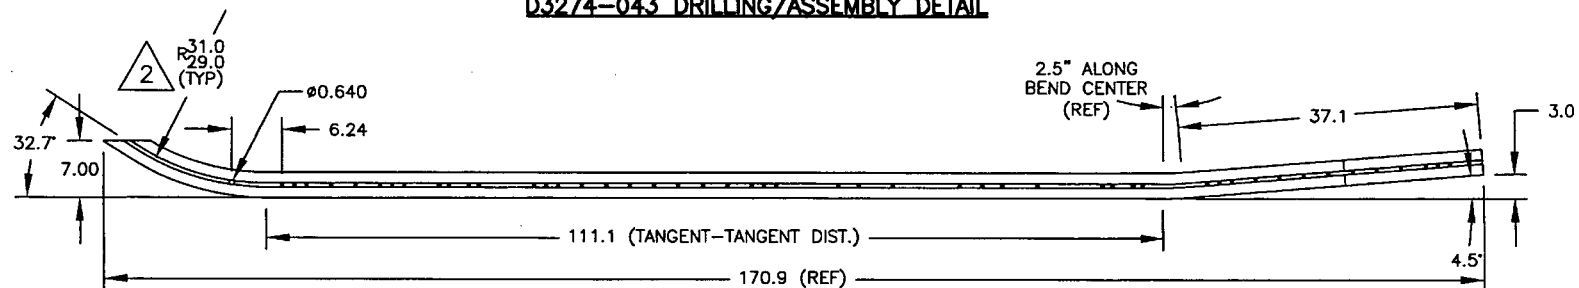 D3274-043 DRILLING/ASSEMBLY DETAIL
2
R31.0
29.0
(TYP)
ø0.640
6.24
32.7°
7.00
2.5" ALONG
BEND CENTER
(REF)
37.1
3.0
111.1 (TANGENT-TANGENT DIST.)
4.5°
170.9 (REF)